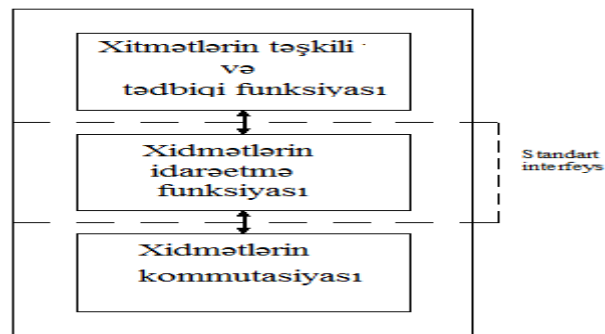 Xitmətlərin təşkili
və
tədbiqi funksiyası
Xidmətlərin
idarəetmə
funksiyası
Standart
interfeys
Xidmətlərin
kommutasiyası